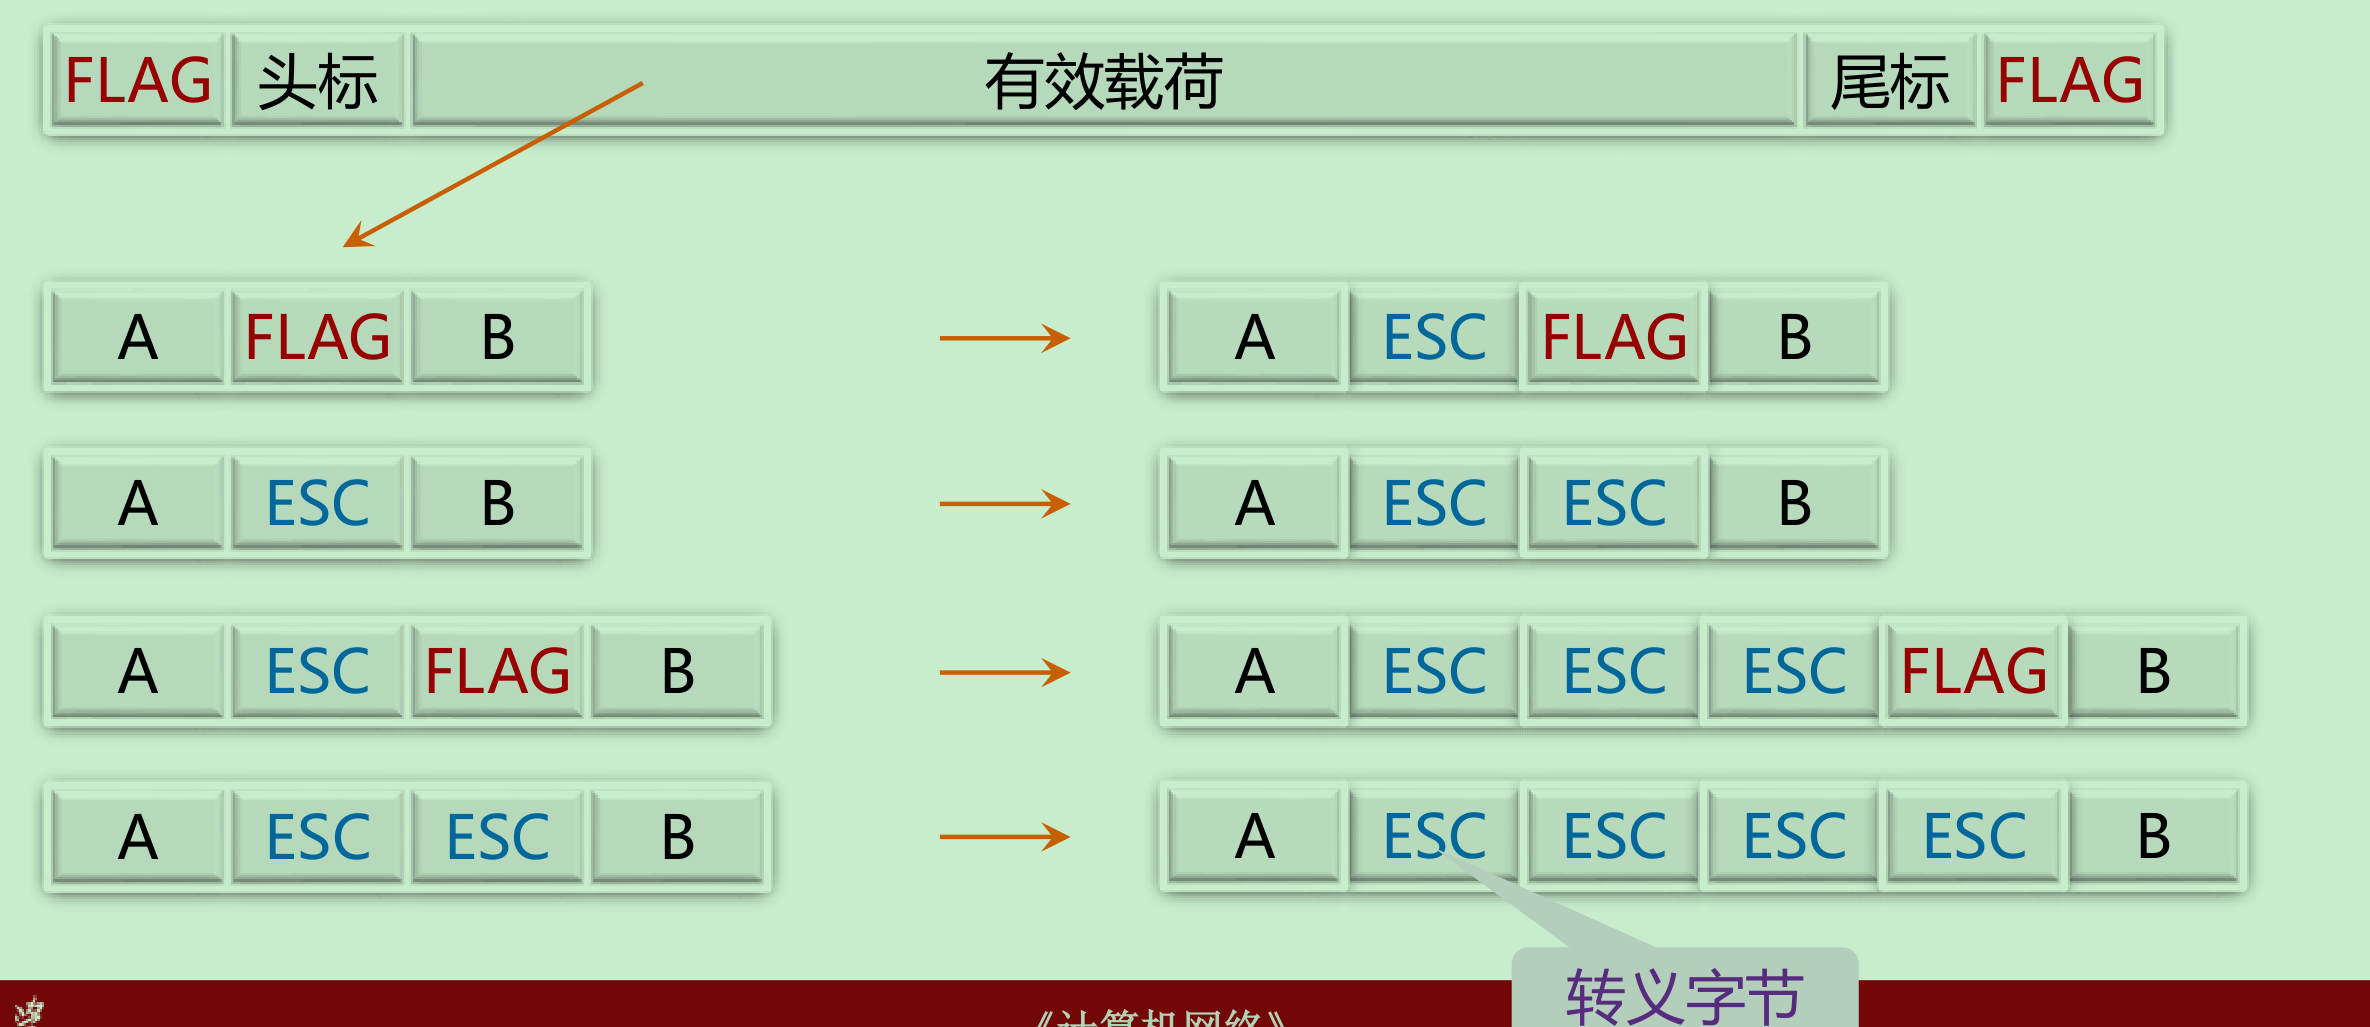 FLAG 头标 有效载荷 尾标 FLAG
A FLAG B A ESC FLAG B
A ESC B A ESC ESC B
A ESC FLAG B A ESC ESC ESC FLAG B
A ESC ESC B A ESC ESC ESC ESC B
转义字节
《计算机网络》